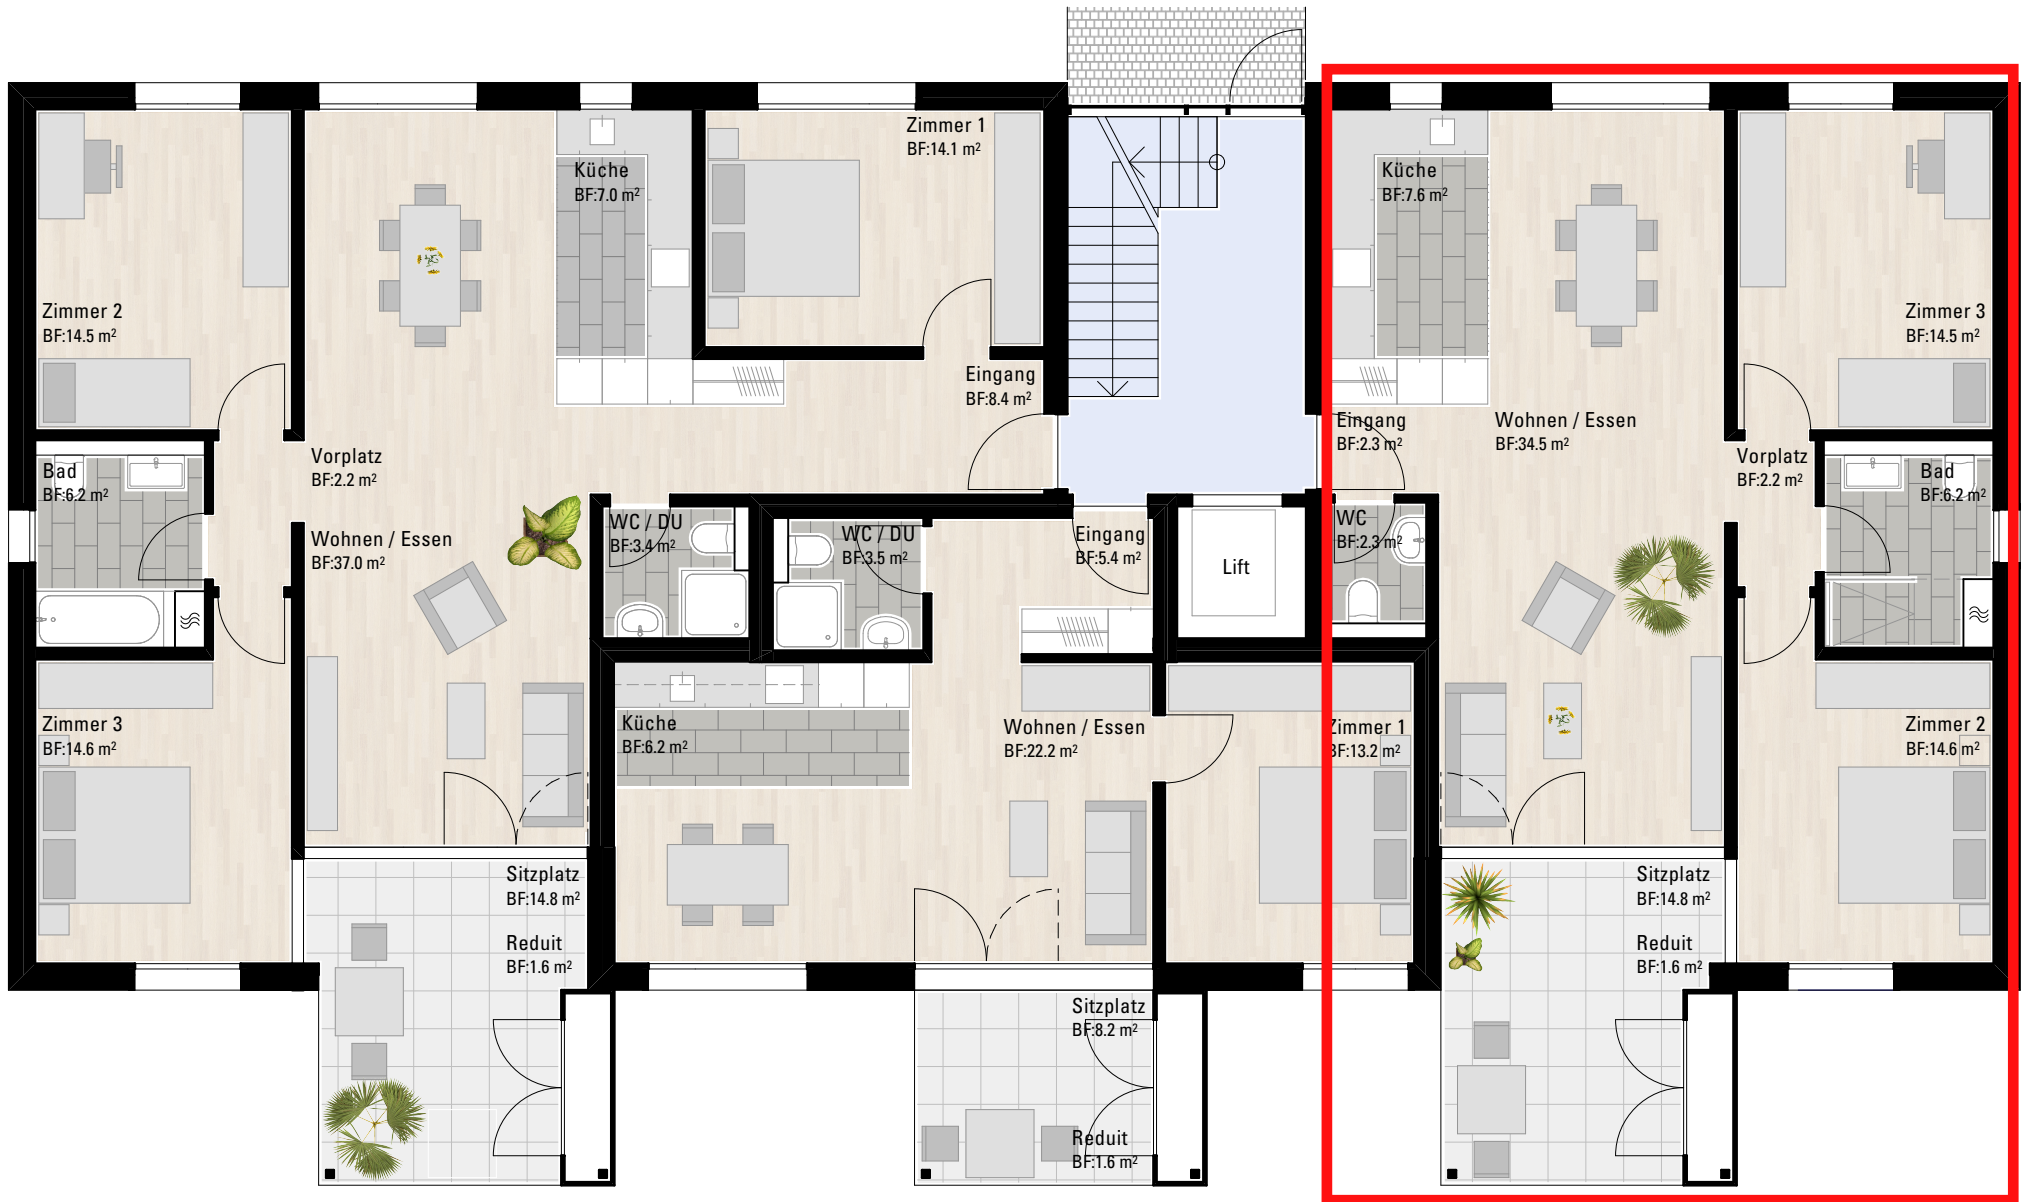 Zimmer 1
BF:14.1 m²
Küche
BF:7.0 m²
Küche
BF:7.6 m²
Zimmer 2
BF:14.5 m²
Zimmer 3
BF:14.5 m²
Eingang
BF:8.4 m²
Eingang
BF:2.3 m²
Wohnen / Essen
BF:34.5 m²
Vorplatz
BF:2.2 m²
Vorplatz
BF:2.2 m²
Bad
BF:6.2 m²
Bad
BF:6.2 m²
Wohnen / Essen
BF:37.0 m²
WC / DU
BF:3.4 m²
WC / DU
BF:3.5 m²
Eingang
BF:5.4 m²
Lift
WC
BF:2.3 m²
Zimmer 3
BF:14.6 m²
Küche
BF:6.2 m²
Wohnen / Essen
BF:22.2 m²
Zimmer 1
BF:13.2 m²
Zimmer 2
BF:14.6 m²
Sitzplatz
BF:14.8 m²
Reduit
BF:1.6 m²
Sitzplatz
BF:14.8 m²
Reduit
BF:1.6 m²
Sitzplatz
BF:8.2 m²
Reduit
BF:1.6 m²